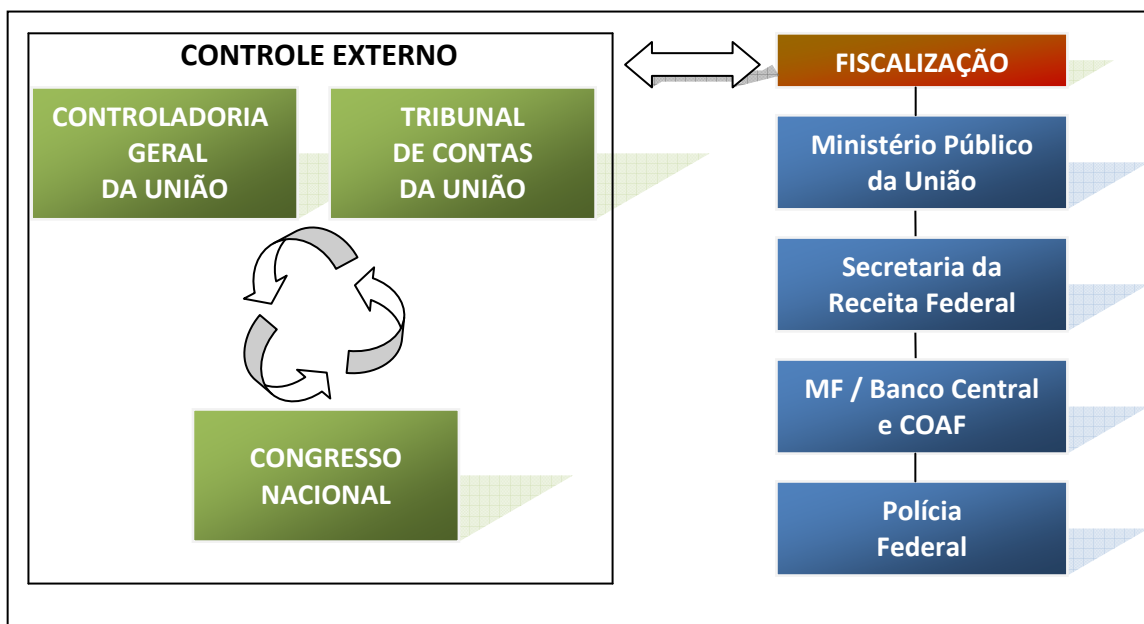 CONTROLE EXTERNO
CONTROLADORIA
GERAL
DA UNIÃO
TRIBUNAL
DE CONTAS
DA UNIÃO
CONGRESSO
NACIONAL
FISCALIZAÇÃO
Ministério Público
da União
Secretaria da
Receita Federal
MF / Banco Central
e COAF
Polícia
Federal